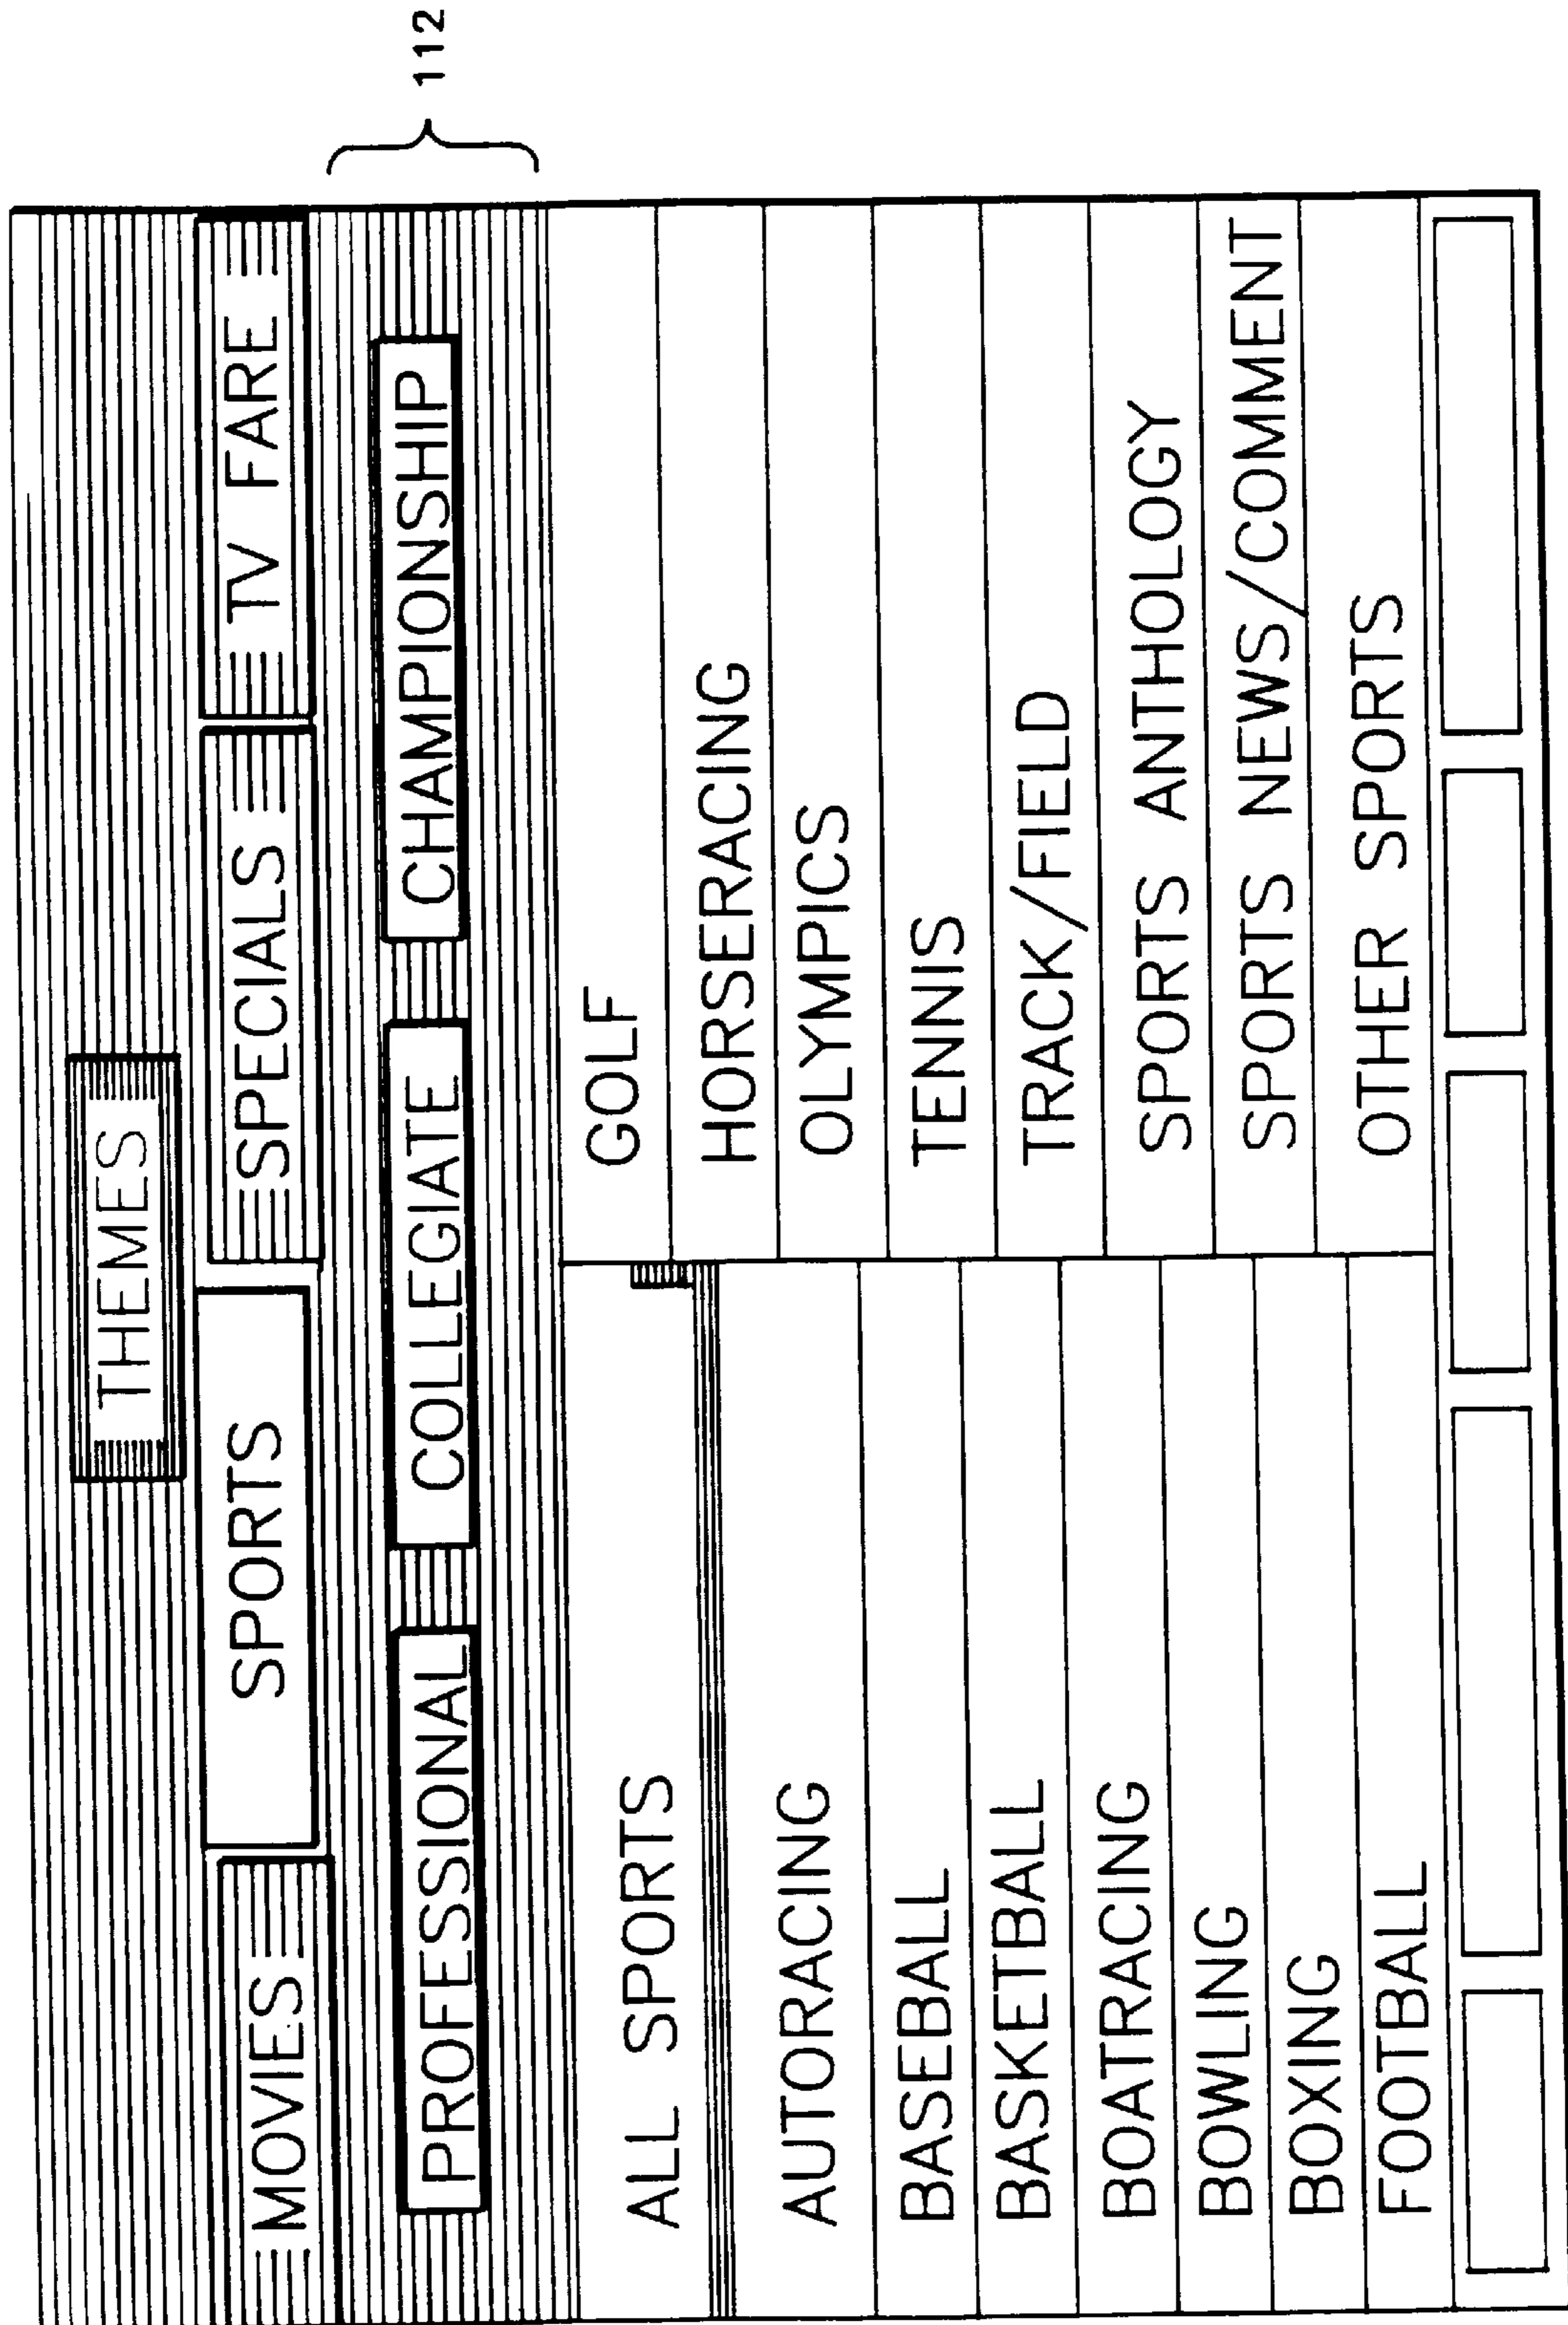 THEMES
MOVIES SPORTS SPECIALS TV FARE
112
PROFESSIONAL COLLEGIATE CHAMPIONSHIP
ALL SPORTS
AUTORACING
BASEBALL
BASKETBALL
BOATRACING
BOWLING
BOXING
FOOTBALL
GOLF
HORSERACING
OLYMPICS
TENNIS
TRACK/FIELD
SPORTS ANTHOLOGY
SPORTS NEWS/COMMENT
OTHER SPORTS